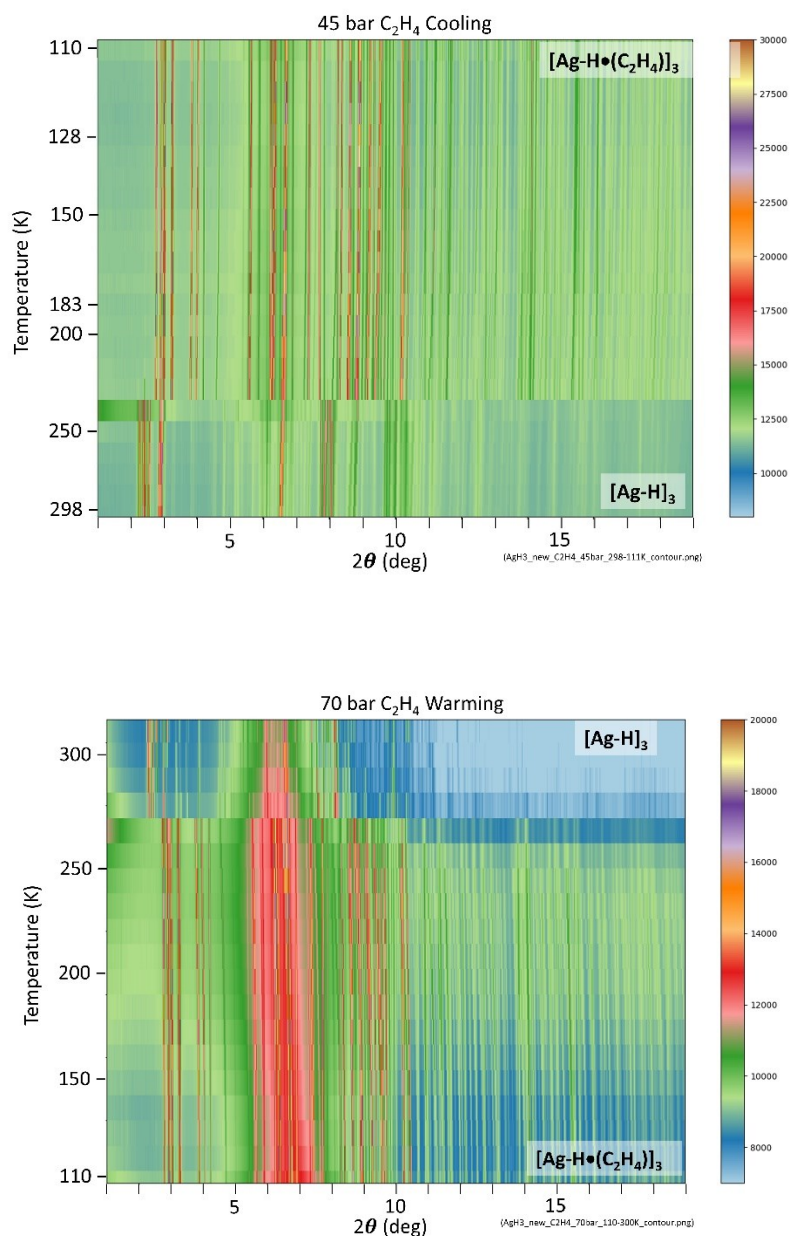 45 bar C₂H₄ Cooling
[Ag-H●(C₂H₄)]₃
110
128
150
183
200
250
298
Temperature (K)
[Ag-H]₃
5
10
15
2θ (deg)
(AgH3_new_C2H4_45bar_298-111K_contour.png)
30000
27500
25000
22500
20000
17500
15000
12500
10000
70 bar C₂H₄ Warming
[Ag-H]₃
300
250
200
150
110
Temperature (K)
[Ag-H●(C₂H₄)]₃
5
10
15
2θ (deg)
(AgH3_new_C2H4_70bar_110-300K_contour.png)
20000
18000
16000
14000
12000
10000
8000